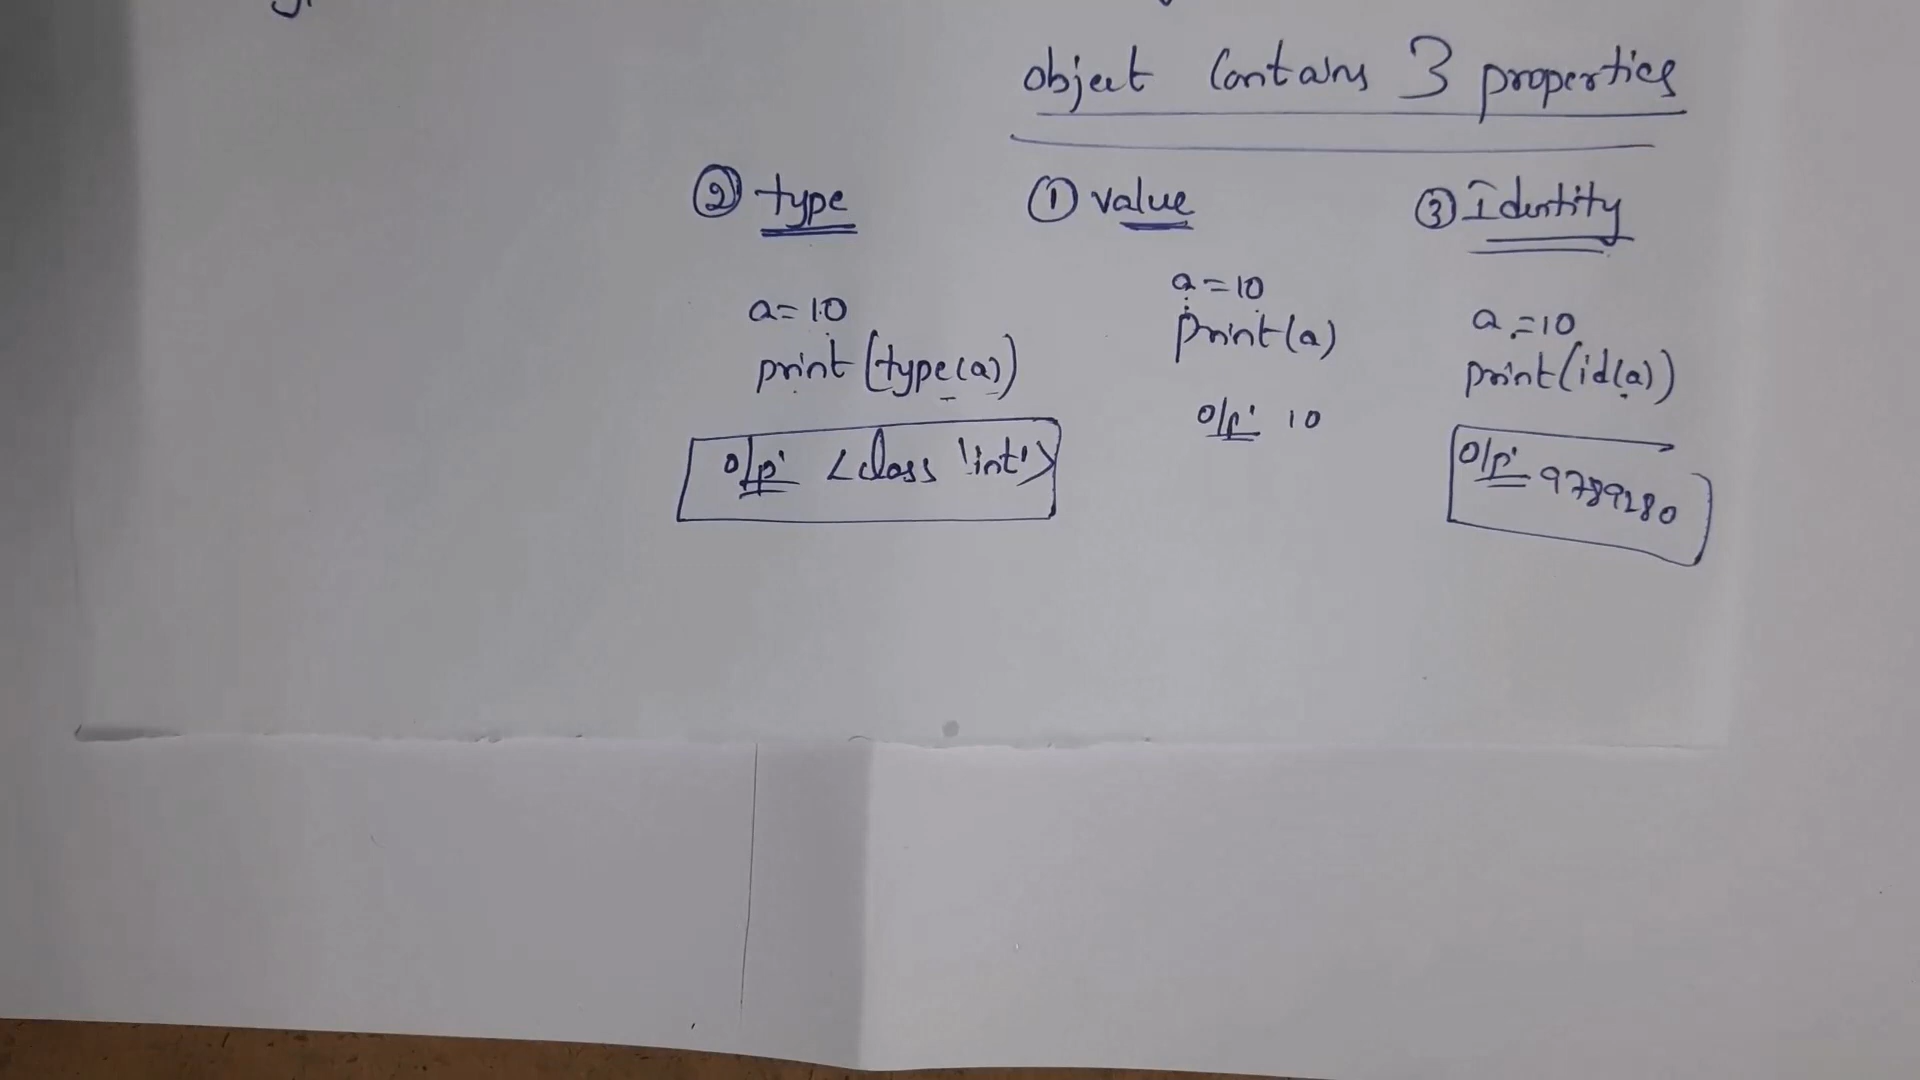 object contains 3 properties
② type
a=10
print(type(a))
o/p: <class 'int'>
① value
a=10
print(a)
o/p: 10
③ Identity
a=10
print(id(a))
o/p: 9789280